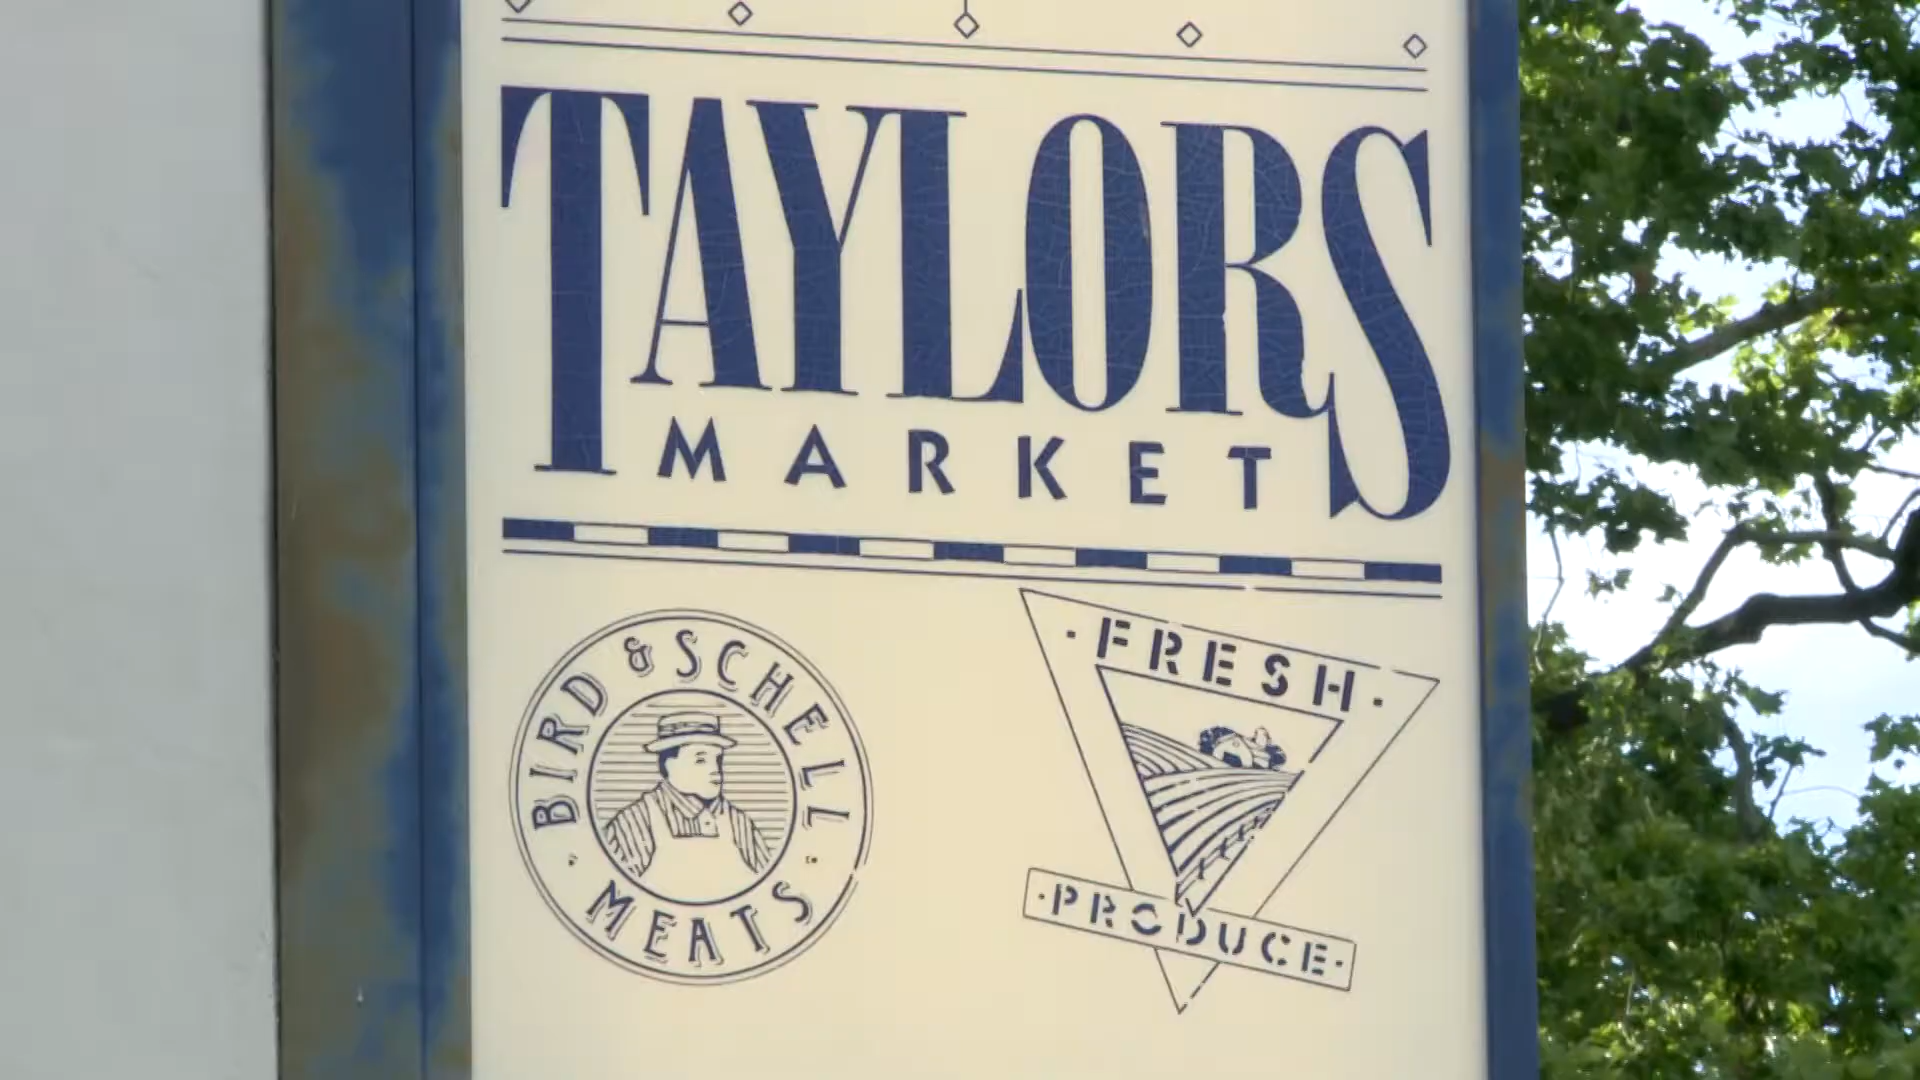 TAYLORS
MARKET
BIRD & SCHELL
MEATS
·FRESH·
·PRODUCE·